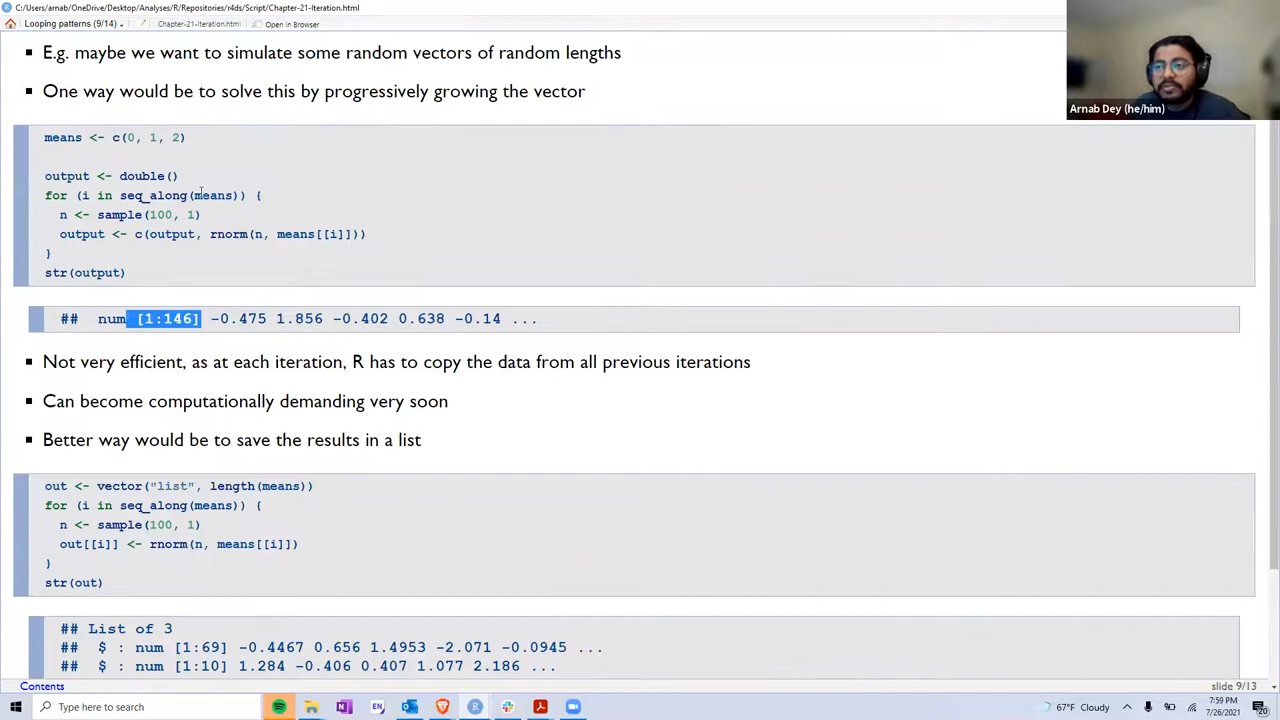 C:/Users/arnab/OneDrive/Desktop/Analyses/R/Repositories/r4ds/Script/Chapter-21-Iteration.html
Looping patterns (9/14)
Chapter-21-Iteration.html
Open in Browser
Arnab Dey (he/him)
E.g. maybe we want to simulate some random vectors of random lengths
One way would be to solve this by progressively growing the vector
means <- c(0, 1, 2)
output <- double()
for (i in seq_along(means)) {
n <- sample(100, 1)
output <- c(output, rnorm(n, means[[i]]))
}
str(output)
## num [1:146] -0.475 1.856 -0.402 0.638 -0.14 ...
Not very efficient, as at each iteration, R has to copy the data from all previous iterations
Can become computationally demanding very soon
Better way would be to save the results in a list
out <- vector("list", length(means))
for (i in seq_along(means)) {
n <- sample(100, 1)
out[[i]] <- rnorm(n, means[[i]])
}
str(out)
## List of 3
## $ : num [1:69] -0.4467 0.656 1.4953 -2.071 -0.0945 ...
## $ : num [1:10] 1.284 -0.406 0.407 1.077 2.186 ...
Contents
slide 9/13
Type here to search
EN
67°F Cloudy
7:59 PM
7/26/2021
20